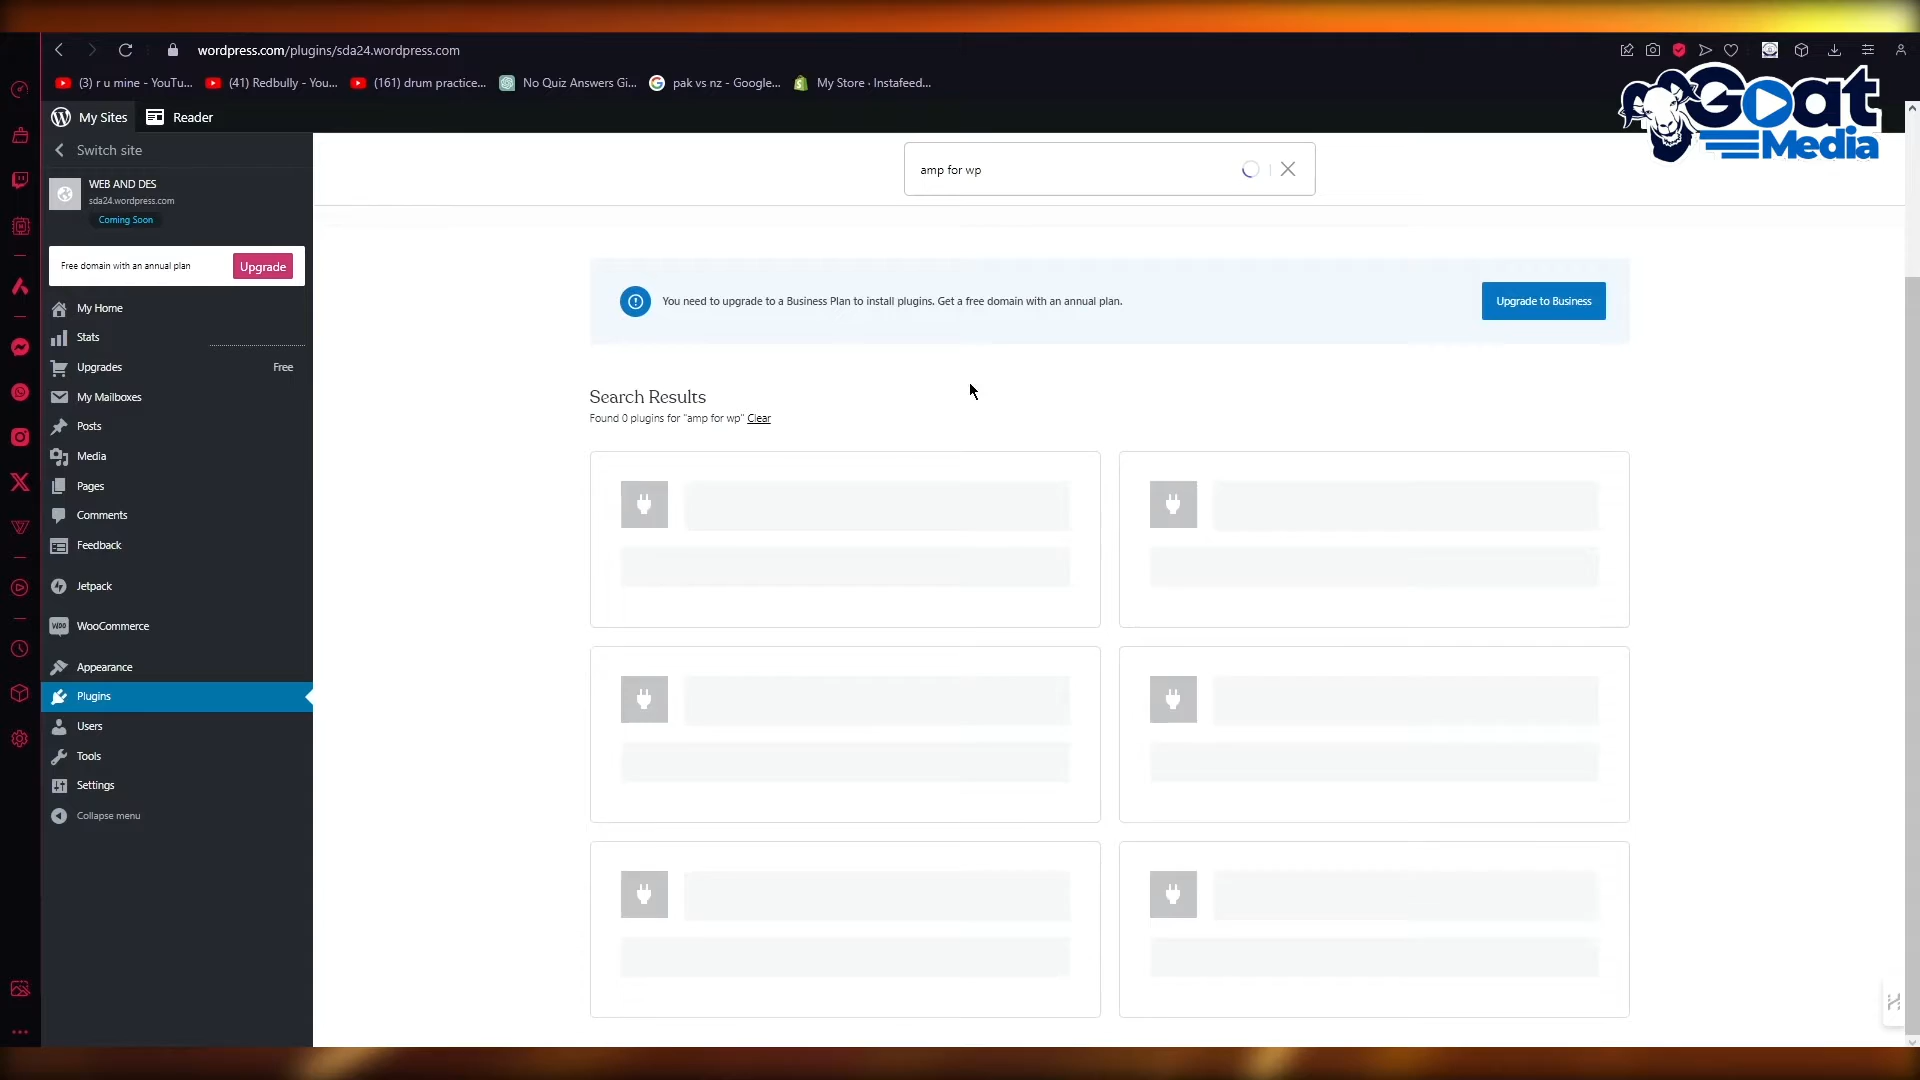 wordpress.com/plugins/sda24.wordpress.com
(3) r u mine - YouTu...
(41) Redbully - You...
(161) drum practice...
No Quiz Answers Gi...
pak vs nz - Google...
My Store · Instafeed...
My Sites
Reader
Goat
Media
Switch site
amp for wp
WEB AND DES
sda24.wordpress.com
Coming Soon
Free domain with an annual plan
Upgrade
You need to upgrade to a Business Plan to install plugins. Get a free domain with an annual plan.
Upgrade to Business
My Home
Stats
Upgrades
Free
My Mailboxes
Posts
Media
Pages
Comments
Feedback
Jetpack
WOO
WooCommerce
Appearance
Plugins
Users
Tools
Settings
Collapse menu
Search Results
Found 0 plugins for "amp for wp" Clear